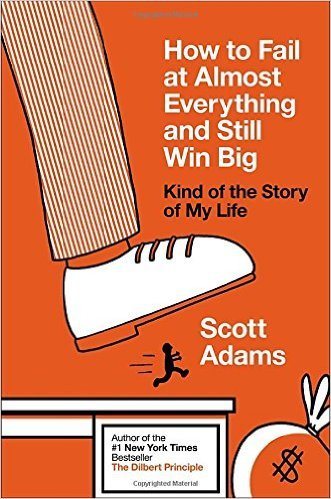 How to Fail
at Almost
Everything
and Still
Win Big
Kind of the Story
of My Life
Scott
Adams
Author of the
#1 New York Times
Bestseller
The Dilbert Principle